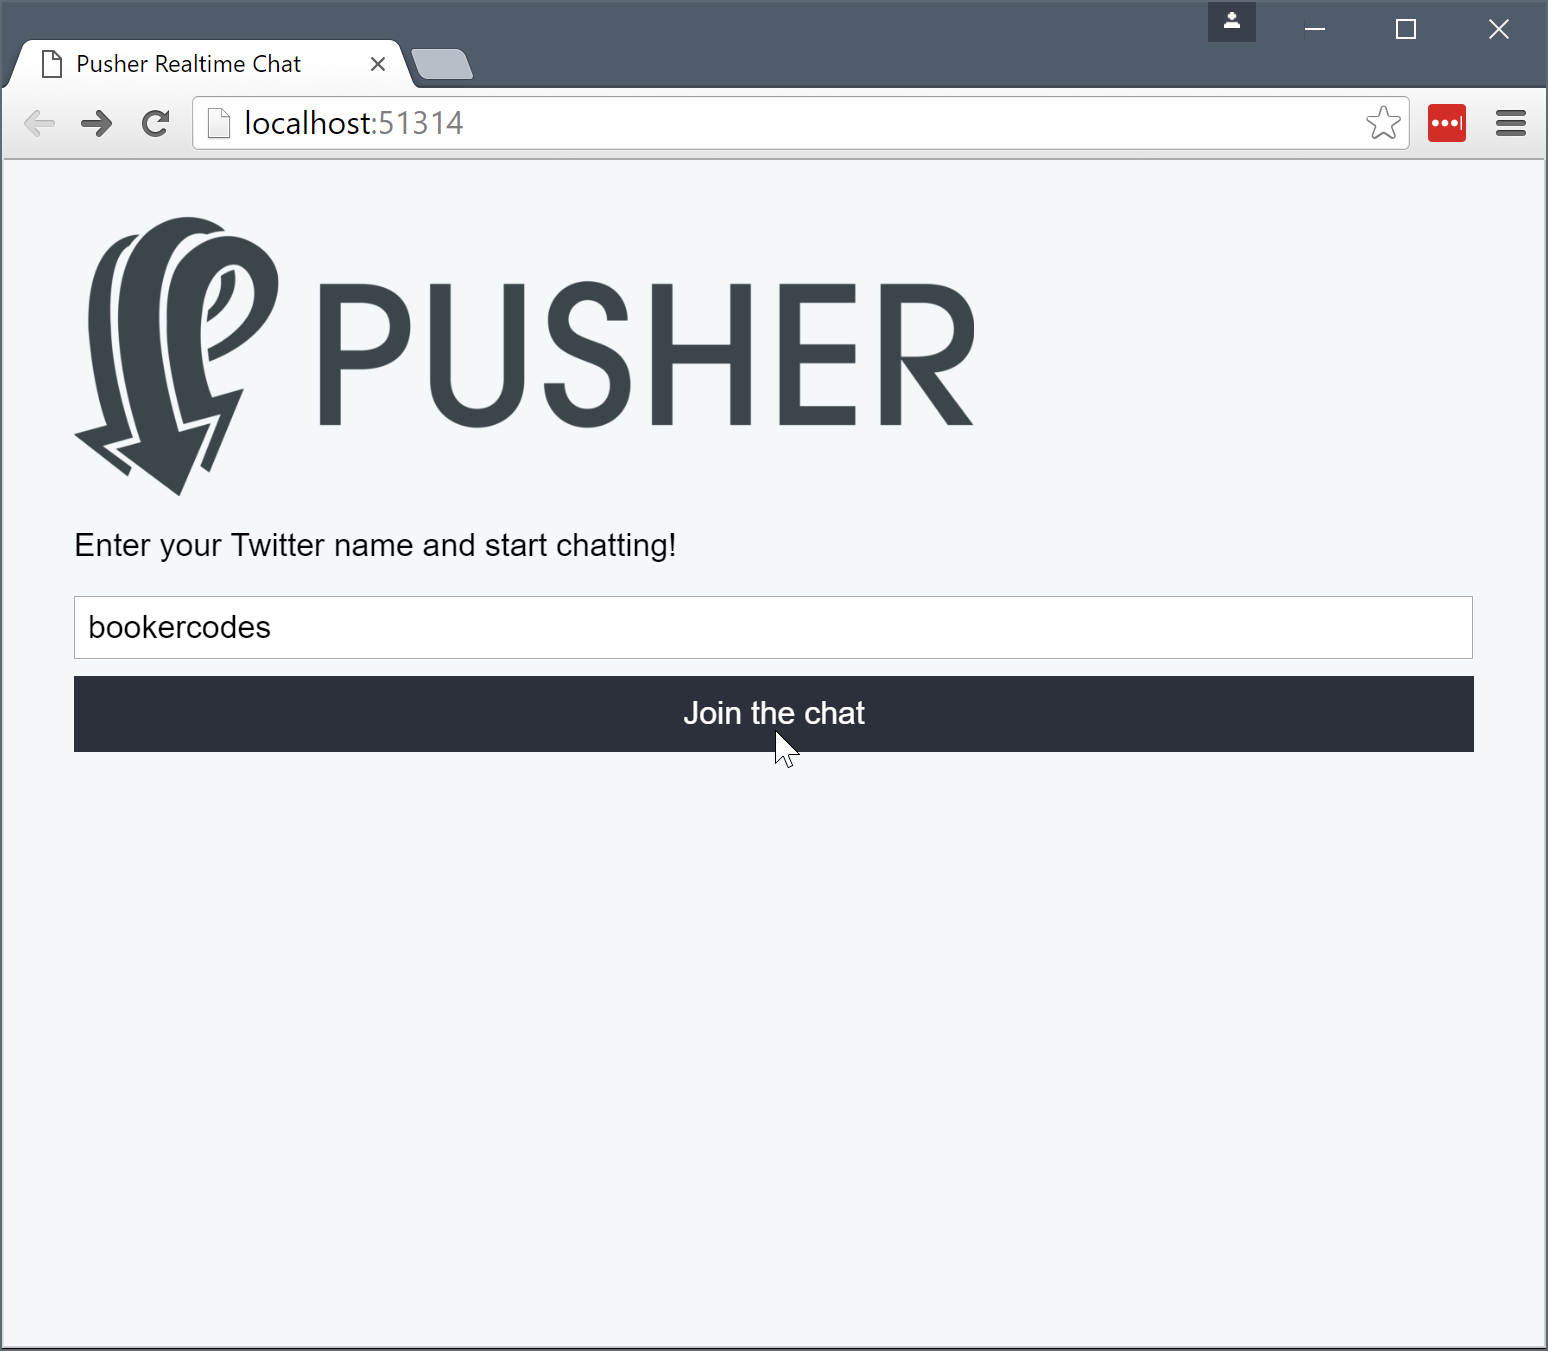 Pusher Realtime Chat
localhost:51314
PUSHER
Enter your Twitter name and start chatting!
bookercodes
Join the chat